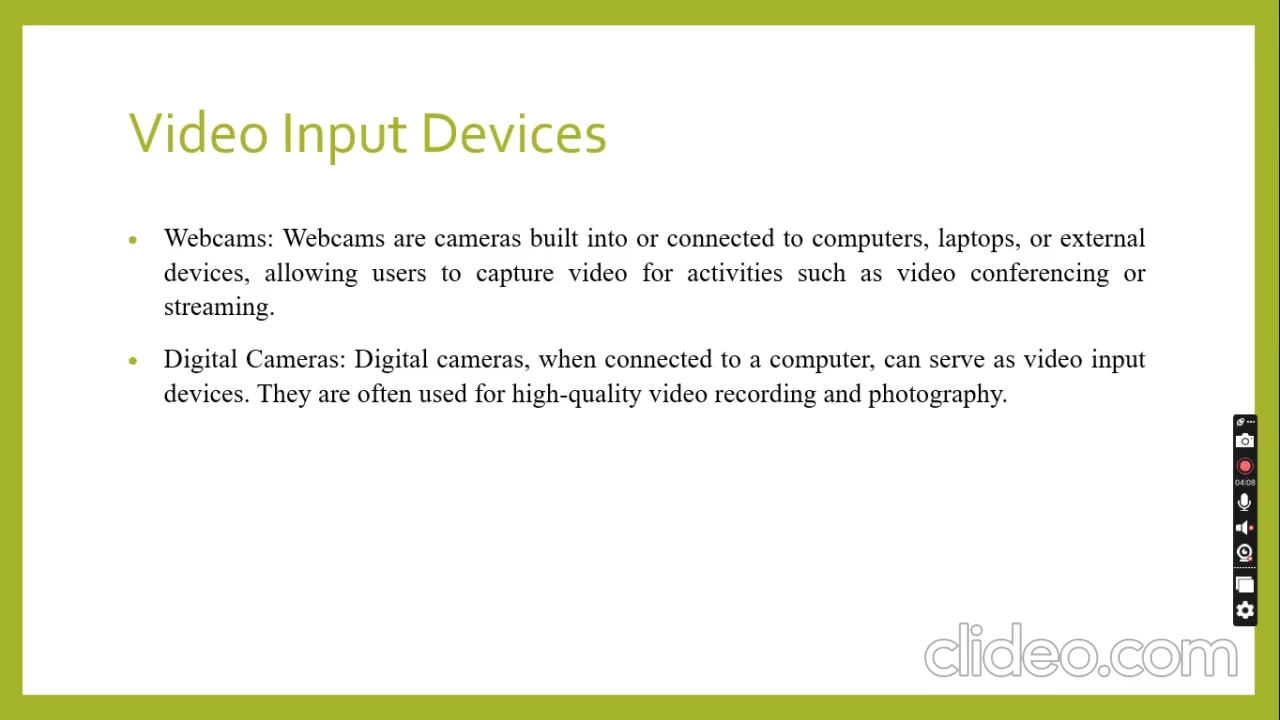 Video Input Devices
• Webcams: Webcams are cameras built into or connected to computers, laptops, or external
devices, allowing users to capture video for activities such as video conferencing or
streaming.
• Digital Cameras: Digital cameras, when connected to a computer, can serve as video input
devices. They are often used for high-quality video recording and photography.
04:08
clideo.com